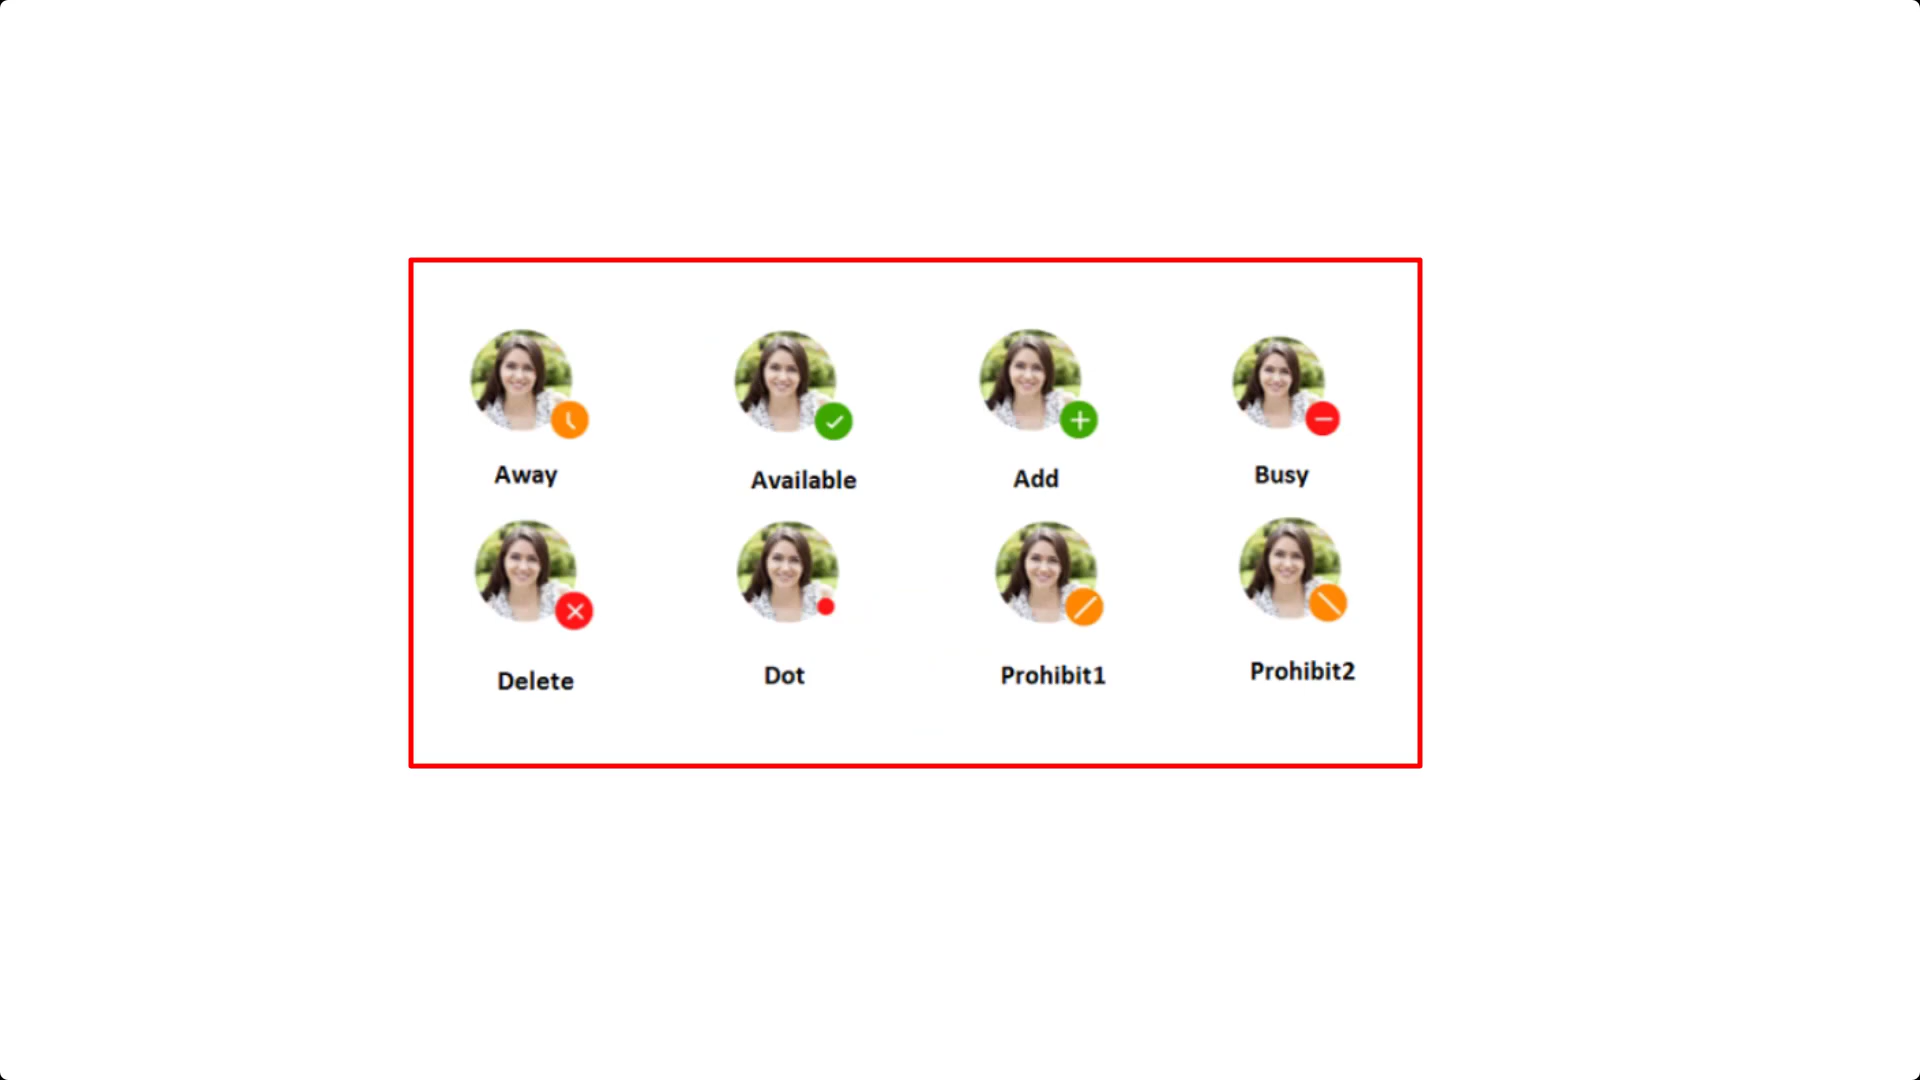 Away
Available
Add
Busy
Delete
Dot
Prohibit1
Prohibit2